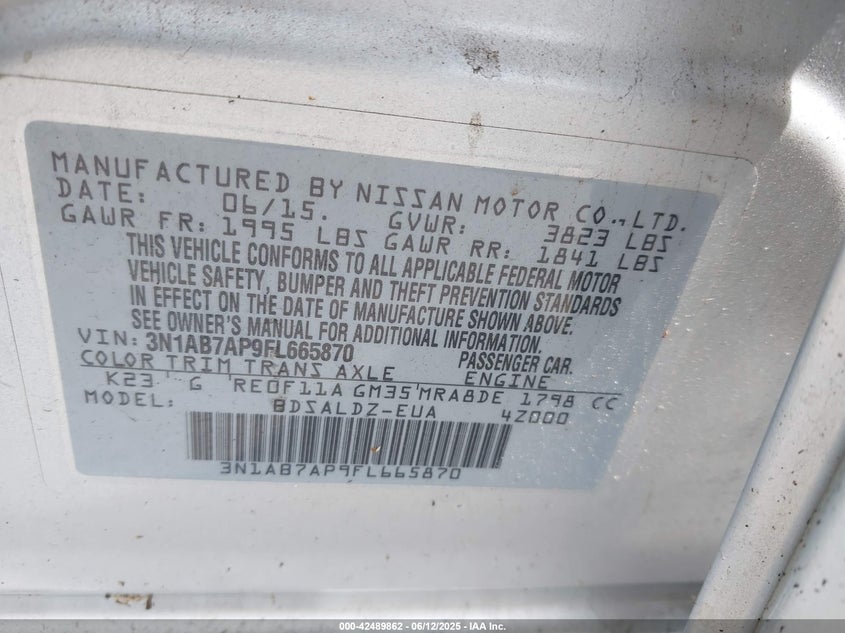 MANUFACTURED BY NISSAN MOTOR CO.,LTD.
DATE: 06/15. GVWR: 3823 LBS
GAWR FR: 1995 LBS GAWR RR: 1841 LBS
THIS VEHICLE CONFORMS TO ALL APPLICABLE FEDERAL MOTOR
VEHICLE SAFETY, BUMPER AND THEFT PREVENTION STANDARDS
IN EFFECT ON THE DATE OF MANUFACTURE SHOWN ABOVE.
SEE OWNER'S MANUAL FOR ADDITIONAL INFORMATION.
VIN: 3N1AB7AP9FL665870 PASSENGER CAR.
COLOR TRIM TRANS AXLE ENGINE
K23 G RE0F11A GM35 MRA8DE 1798 CC
MODEL: BDSALDZ-EUA 4Z000
3N1AB7AP9FL665870
000-42489862 - 06/12/2025 - IAA Inc.